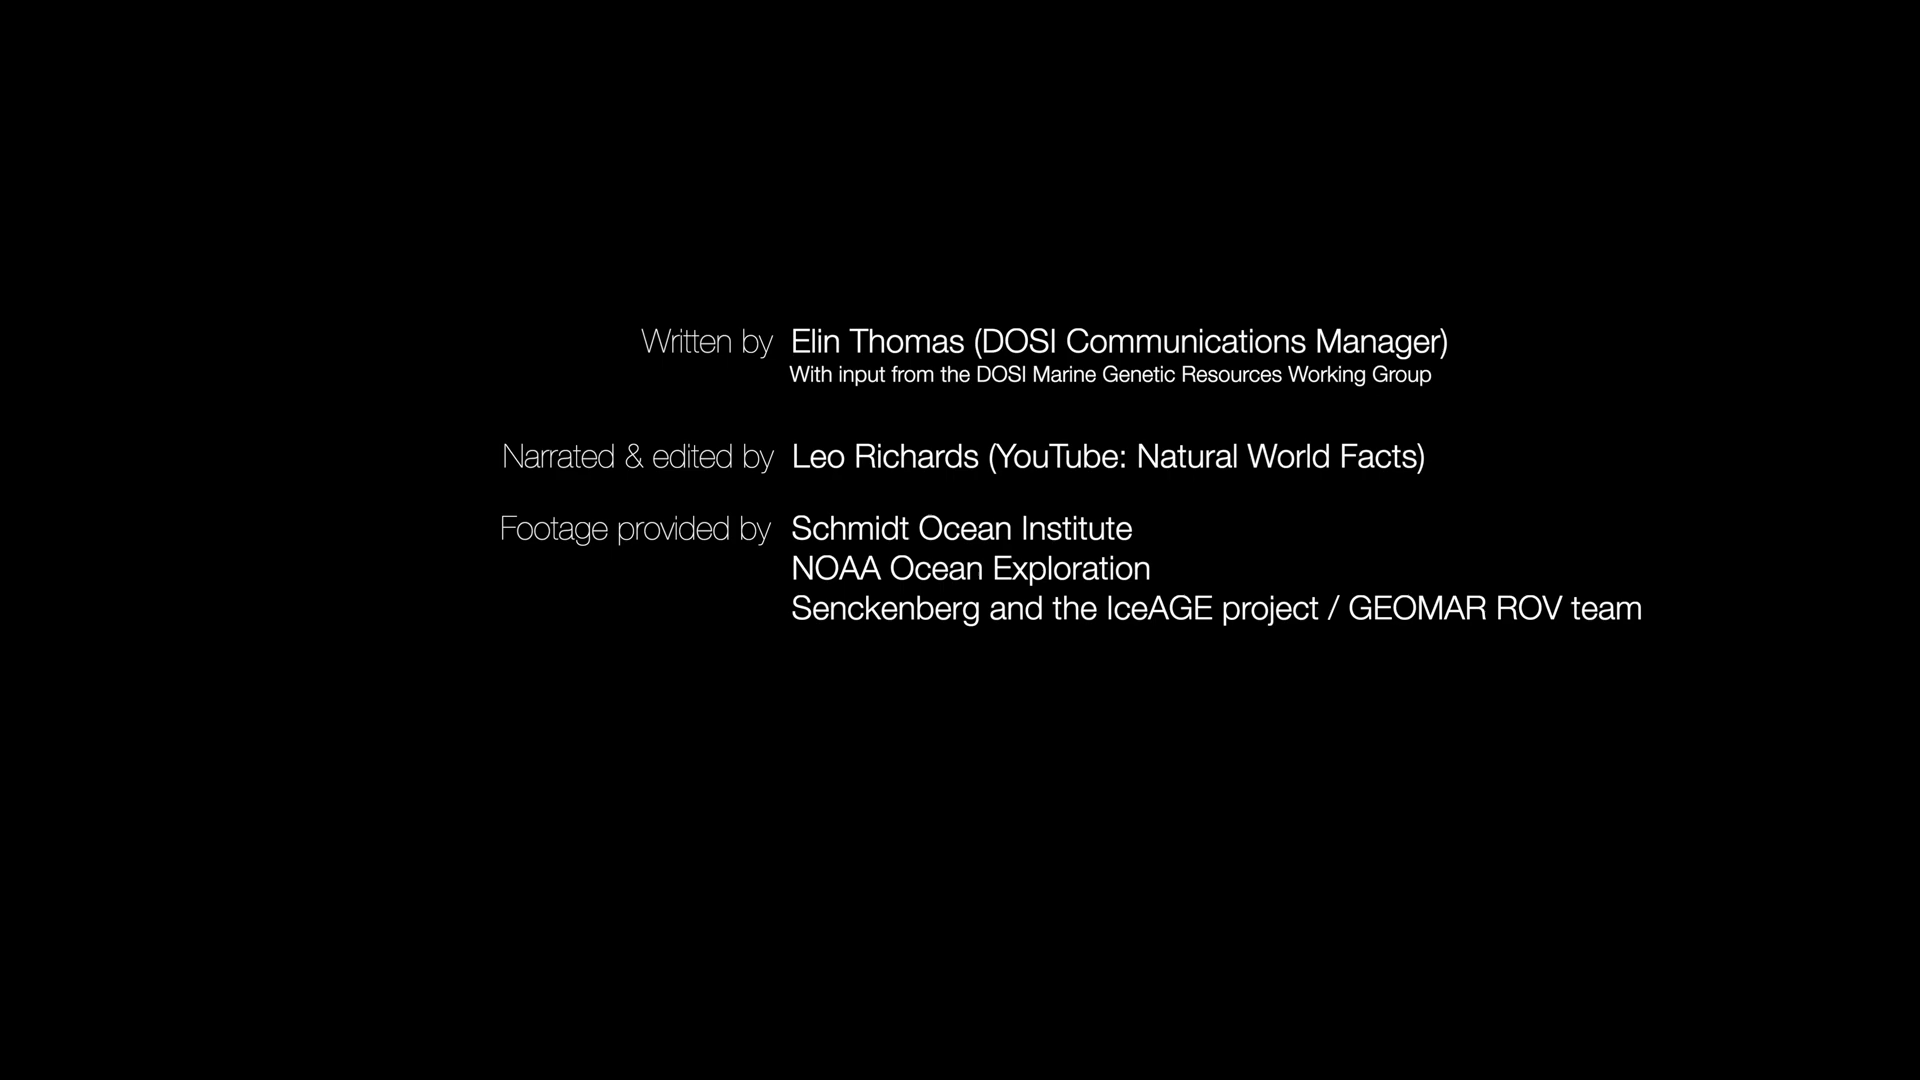 Written by Elin Thomas (DOSI Communications Manager)
With input from the DOSI Marine Genetic Resources Working Group
Narrated & edited by Leo Richards (YouTube: Natural World Facts)
Footage provided by Schmidt Ocean Institute
NOAA Ocean Exploration
Senckenberg and the IceAGE project / GEOMAR ROV team